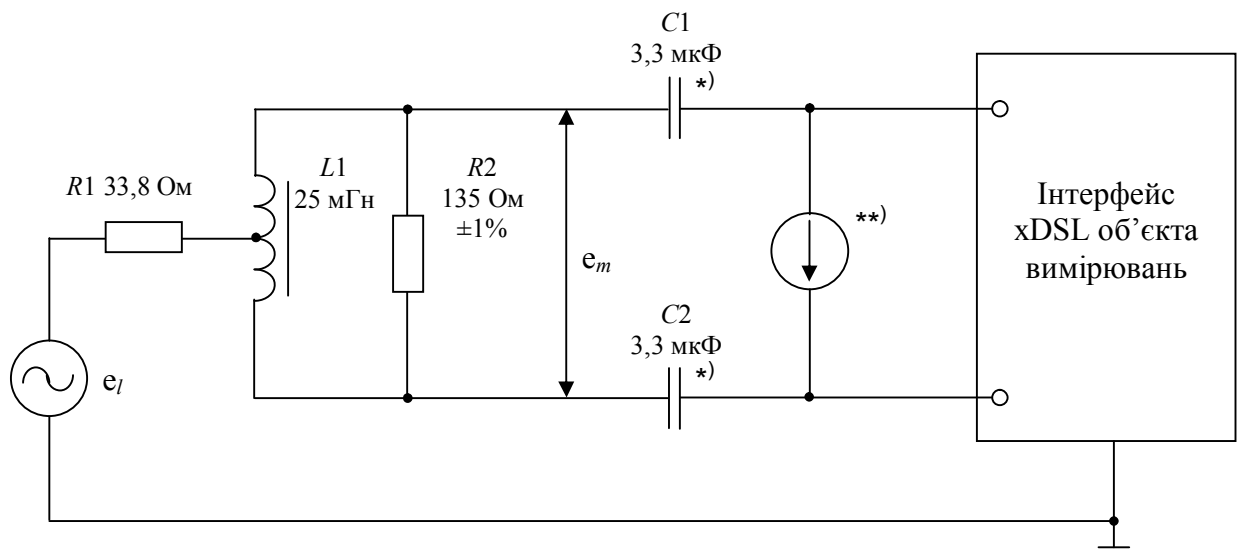 C1
3,3 мкФ
*)
R1 33,8 Ом
L1
25 мГн
R2
135 Ом
±1%
e_m
**)
Інтерфейс
xDSL об’єкта
вимірювань
C2
3,3 мкФ
*)
e_l